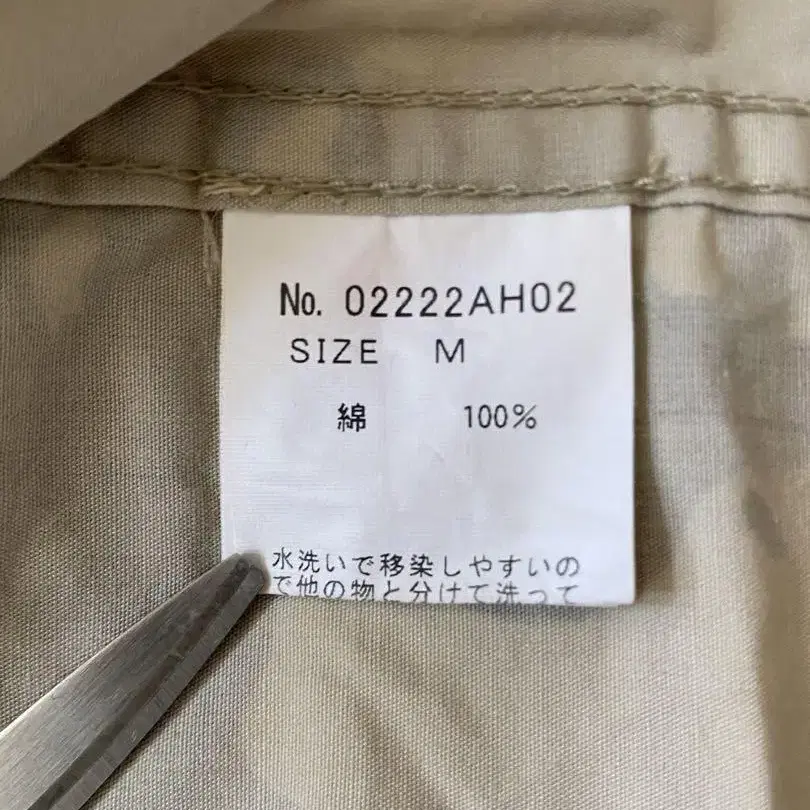 No. 02222AH02
SIZE M
綿 100%
水洗いで移染しやすいの
で他の物と分けて洗って